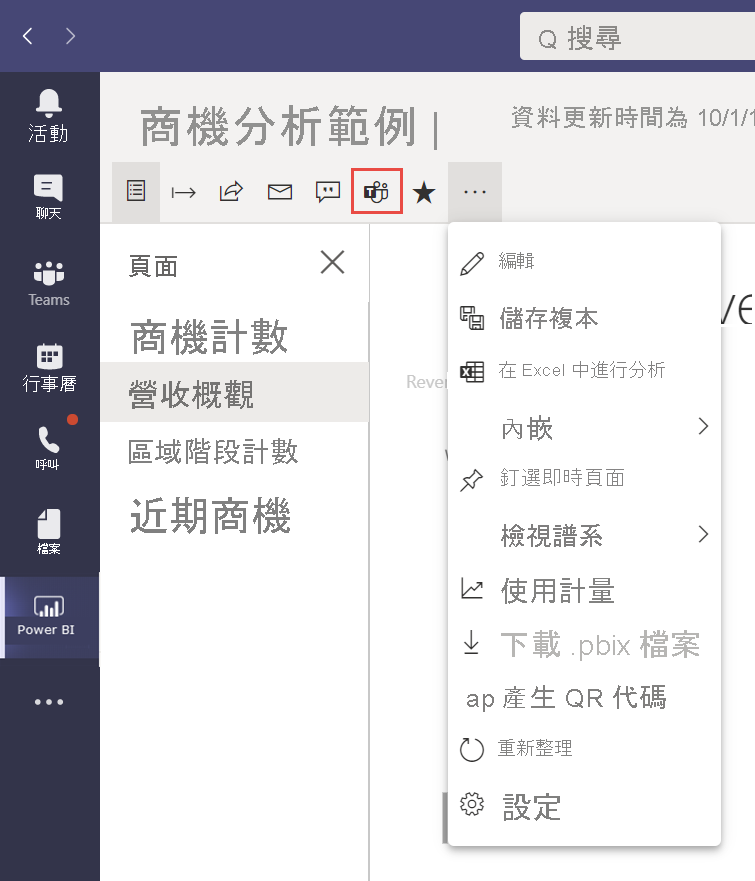 Q 搜尋
商機分析範例 |
資料更新時間為 10/1/1
活動
聊天
Teams
行事曆
呼叫
檔案
Power BI
頁面
商機計數
營收概觀
區域階段計數
近期商機
編輯
儲存複本
在 Excel 中進行分析
內嵌
釘選即時頁面
檢視譜系
使用計量
下載 .pbix 檔案
ap 產生 QR 代碼
重新整理
設定
ve
Rever